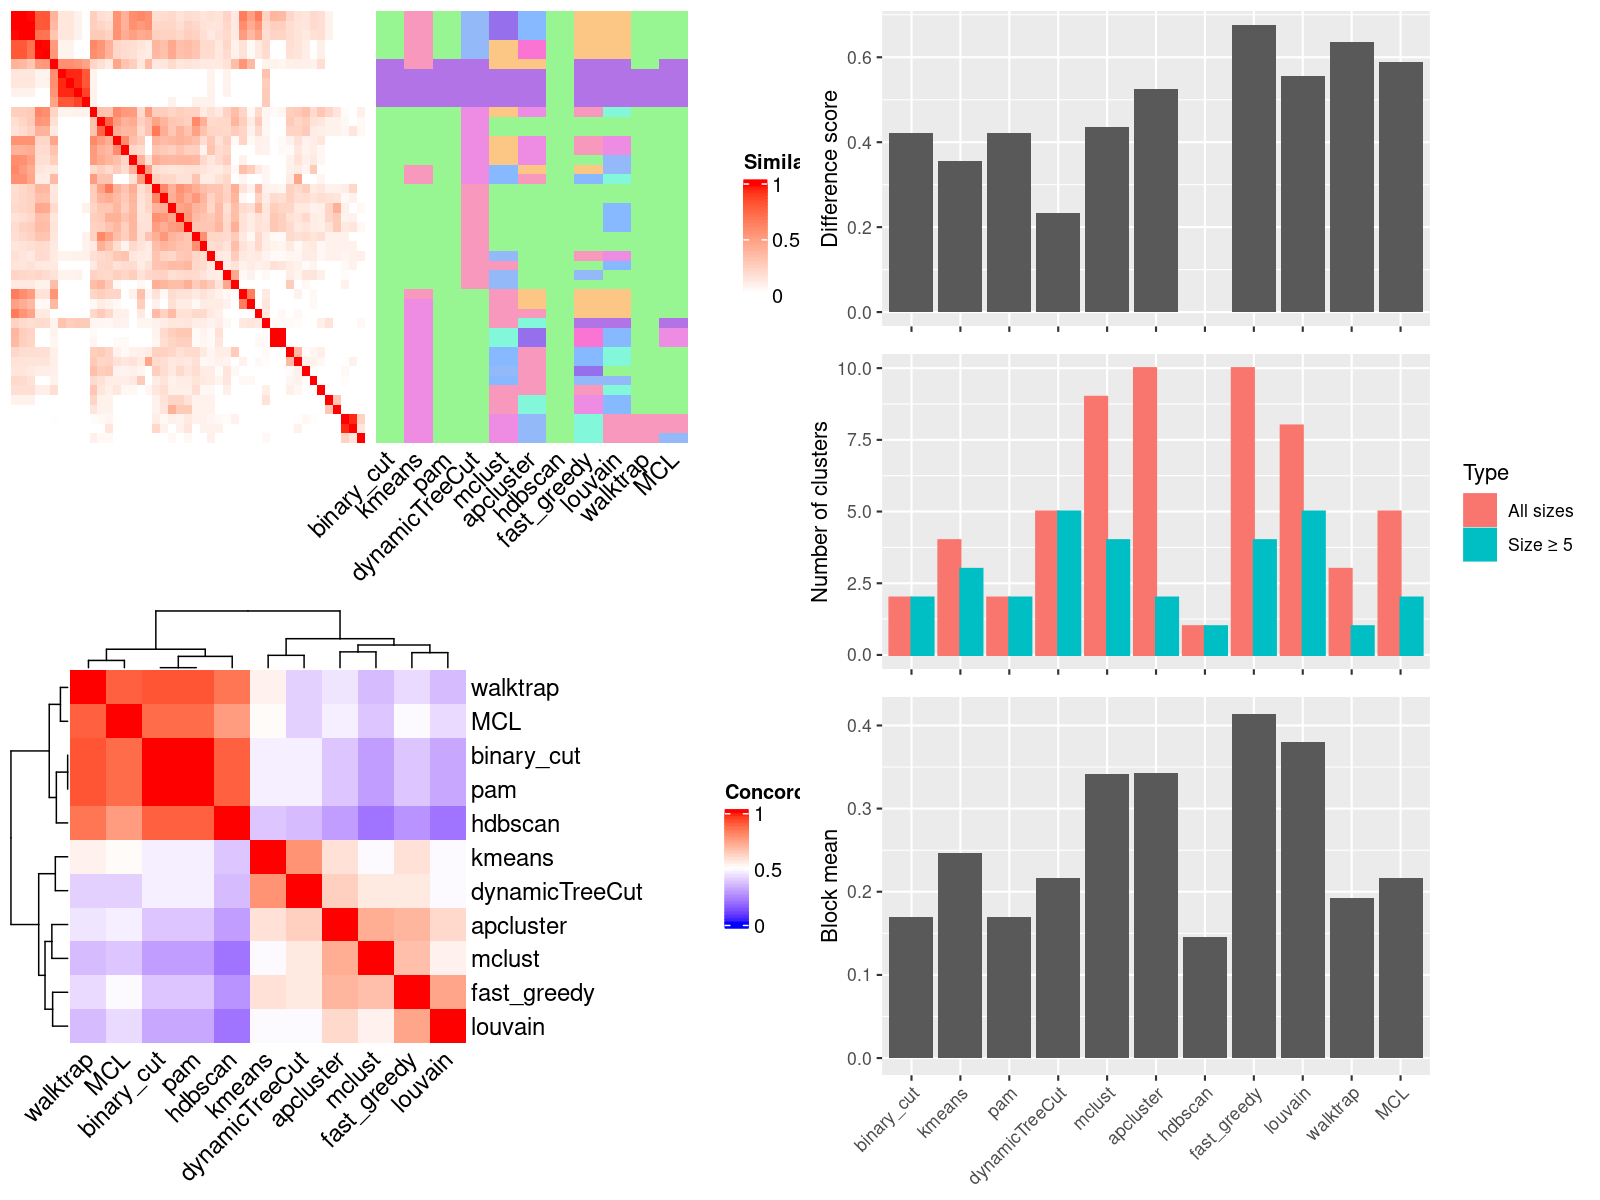 Simila
1
0.5
0
binary_cut
kmeans
pam
dynamicTreeCut
mclust
apcluster
hdbscan
fast_greedy
louvain
walktrap
MCL
walktrap
MCL
binary_cut
pam
hdbscan
kmeans
dynamicTreeCut
apcluster
mclust
fast_greedy
louvain
walktrap
MCL
binary_cut
pam
hdbscan
kmeans
dynamicTreeCut
apcluster
mclust
fast_greedy
louvain
Concord
1
0.5
0
Difference score
0.6
0.4
0.2
0.0
Number of clusters
10.0
7.5
5.0
2.5
0.0
Type
All sizes
Size ≥ 5
Block mean
0.4
0.3
0.2
0.1
0.0
binary_cut
kmeans
pam
dynamicTreeCut
mclust
apcluster
hdbscan
fast_greedy
louvain
walktrap
MCL